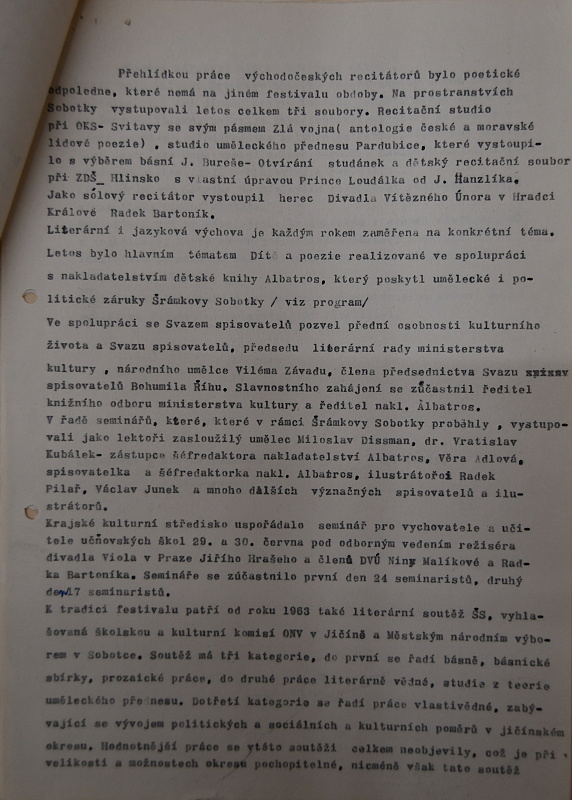 Přehlídkou práce východočeských recitátorů bylo poetické
odpoledne, které nemá na jiném festivalu obdoby. Na prostranstvích
Sobotky vystupovali letos celkem tři soubory. Recitační studio
při OKS- Svitavy se svým pásmem Zlá vojna( antologie české a moravské
lidové poezie) , studio uměleckého přednesu Pardubice, které vystoupi-
lo s výběrem básní J. Bureše- Otvírání studánek a dětský recitační soubor
při ZDŠ_ Hlinsko s vlastní úpravou Prince Loudálka od J. Hanzlíka.
Jako sólový recitátor vystoupil herec Divadla Vítězného Února v Hradci
Králové Radek Bartoník.
Literární i jazyková výchova je každým rokem zaměřena na konkrétní téma.
Letos bylo hlavním tématem Dítě a poezie realizované ve spolupráci
s nakladatelstvím dětské knihy Albatros, který poskytl umělecké i po-
litické záruky Šrámkovy Sobotky / viz program/
Ve spolupráci se Svazem spisovatelů pozvel přední osobnosti kulturního
života a Svazu spisovatelů, předsedu literární rady ministerstva
kultury , národního umělce Viléma Závadu, člena předsednictva Svazu
spisovatelů Bohumila Říhu. Slavnostního zahájení se zúčastnil ředitel
knižního odboru ministerstva kultury a ředitel nakl. Albatros.
V řadě seminářů, které, které v rámci Šrámkovy Sobotky proběhly , vystupo-
vali jako lektoři zasloužilý umělec Miloslav Dissman, dr. Vratislav
Kubálek- zástupce šéfredaktora nakladatelství Albatros, Věra Adlová,
spisovatelka a šéfredaktorka nakl. Albatros, ilustrátoři Radek
Pilař, Václav Junek a mnoho dalších význačných spisovatelů a ilu-
strátorů.
Krajské kulturní středisko uspořádalo seminář pro vychovatele a uči-
tele učňovských škol 29. a 30. června pod odborným vedením režiséra
divadla Viola v Praze Jiřího Hrašeho a členů DVÚ Niny Malíkové a Rad-
ka Bartoníka. Semináře se zúčastnilo první den 24 seminaristů, druhý
den 17 seminaristů.
K tradici festivalu patří od roku 1963 také literární soutěž ŠS, vyhla-
šovaná školskou a kulturní komisí ONV v Jičíně a Městským národním výbo-
rem v Sobotce. Soutěž má tři kategorie, do první se řadí básně, básnické
sbírky, prozaické práce, do druhé práce literárně vědné, studie z teorie
uměleckého přednesu. Dotřetí kategorie se řadí práce vlastivědné, zabý-
vající se vývojem politických a sociálních a kulturních poměrů v jičínském
okresu. Hodnotnější práce se vtéto soutěži celkem neobjevily, což je při
velikosti a možnostech okresu pochopitelné, nicméně však tato soutěž